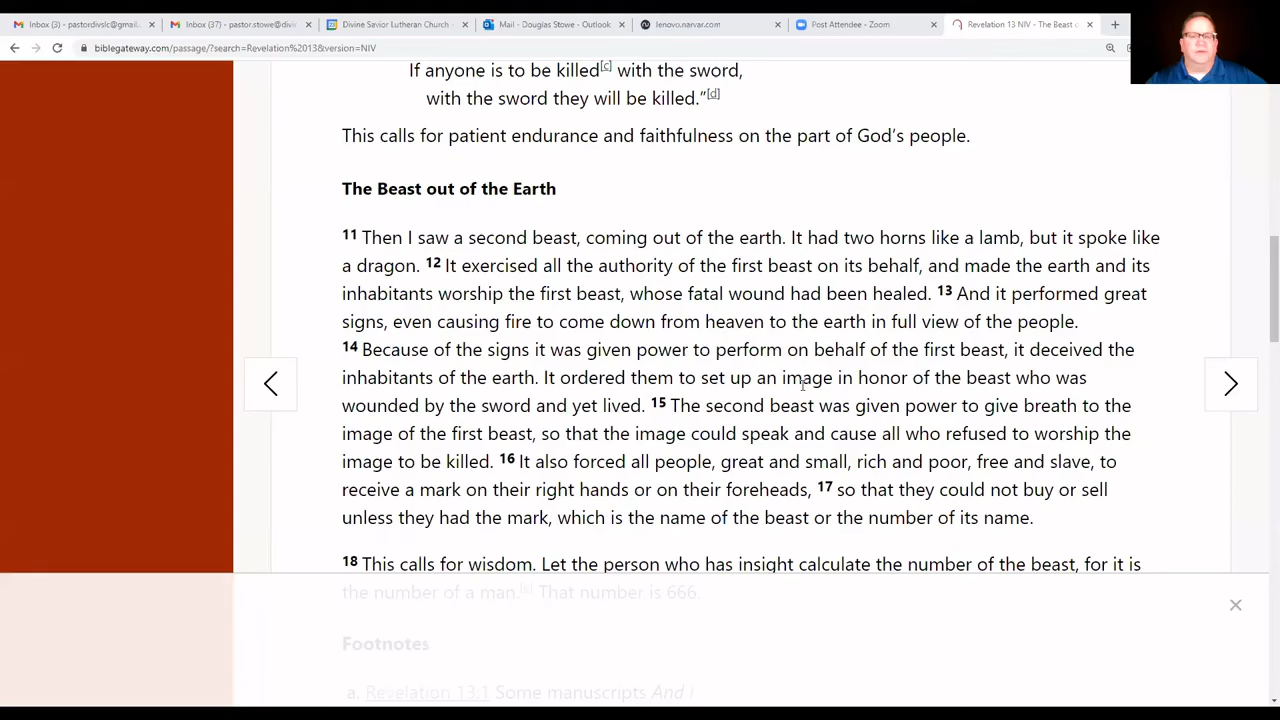 Inbox (3) - pastordivslc@gmail. Inbox (37) - pastor.stowe@divi Divine Savior Lutheran Church - Mail - Douglas Stowe - Outlook lenovo.narvar.com Post Attendee - Zoom Revelation 13 NIV - The Beast o
biblegateway.com/passage/?search=Revelation%2013&version=NIV
If anyone is to be killed[c] with the sword,
with the sword they will be killed.”[d]
This calls for patient endurance and faithfulness on the part of God’s people.
The Beast out of the Earth
11 Then I saw a second beast, coming out of the earth. It had two horns like a lamb, but it spoke like
a dragon. 12 It exercised all the authority of the first beast on its behalf, and made the earth and its
inhabitants worship the first beast, whose fatal wound had been healed. 13 And it performed great
signs, even causing fire to come down from heaven to the earth in full view of the people.
14 Because of the signs it was given power to perform on behalf of the first beast, it deceived the
inhabitants of the earth. It ordered them to set up an image in honor of the beast who was
wounded by the sword and yet lived. 15 The second beast was given power to give breath to the
image of the first beast, so that the image could speak and cause all who refused to worship the
image to be killed. 16 It also forced all people, great and small, rich and poor, free and slave, to
receive a mark on their right hands or on their foreheads, 17 so that they could not buy or sell
unless they had the mark, which is the name of the beast or the number of its name.
18 This calls for wisdom. Let the person who has insight calculate the number of the beast, for it is
the number of a man.[e] That number is 666.
Footnotes
a. Revelation 13:1 Some manuscripts And I